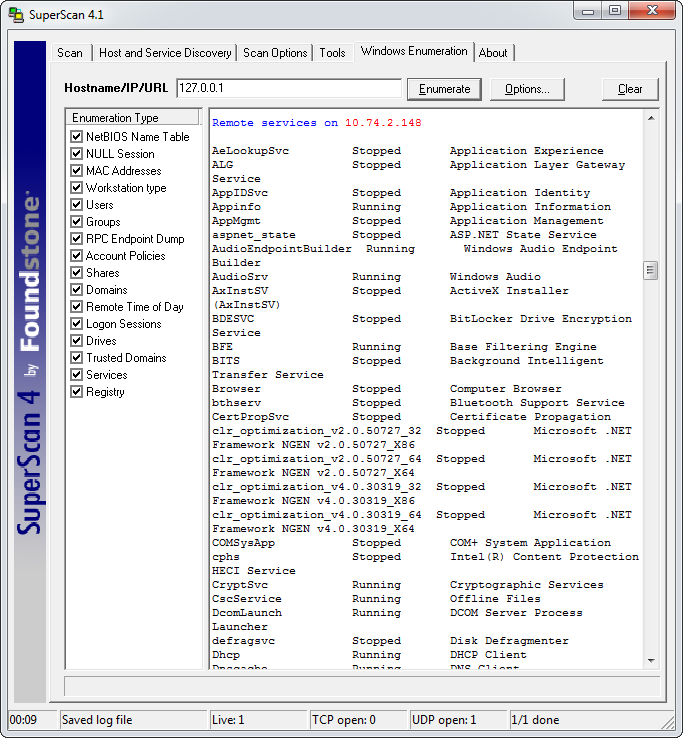 SuperScan 4.1
Scan
Host and Service Discovery
Scan Options
Tools
Windows Enumeration
About
Hostname/IP/URL
127.0.0.1
Enumerate
Options...
Clear
Enumeration Type
NetBIOS Name Table
NULL Session
MAC Addresses
Workstation type
Users
Groups
RPC Endpoint Dump
Account Policies
Shares
Domains
Remote Time of Day
Logon Sessions
Drives
Trusted Domains
Services
Registry
SuperScan 4 by Foundstone
Remote services on 10.74.2.148
AeLookupSvc Stopped Application Experience
ALG Stopped Application Layer Gateway
Service
AppIDSvc Stopped Application Identity
Appinfo Running Application Information
AppMgmt Stopped Application Management
aspnet_state Stopped ASP.NET State Service
AudioEndpointBuilder Running Windows Audio Endpoint
Builder
AudioSrv Running Windows Audio
AxInstSV Stopped ActiveX Installer
(AxInstSV)
BDESVC Stopped BitLocker Drive Encryption
Service
BFE Running Base Filtering Engine
BITS Stopped Background Intelligent
Transfer Service
Browser Stopped Computer Browser
bthserv Stopped Bluetooth Support Service
CertPropSvc Stopped Certificate Propagation
clr_optimization_v2.0.50727_32 Stopped Microsoft .NET
Framework NGEN v2.0.50727_X86
clr_optimization_v2.0.50727_64 Stopped Microsoft .NET
Framework NGEN v2.0.50727_X64
clr_optimization_v4.0.30319_32 Stopped Microsoft .NET
Framework NGEN v4.0.30319_X86
clr_optimization_v4.0.30319_64 Stopped Microsoft .NET
Framework NGEN v4.0.30319_X64
COMSysApp Stopped COM+ System Application
cphs Stopped Intel(R) Content Protection
HECI Service
CryptSvc Running Cryptographic Services
CscService Running Offline Files
DcomLaunch Running DCOM Server Process
Launcher
defragsvc Stopped Disk Defragmenter
Dhcp Running DHCP Client
Dnscache Running DNS Client
00:09
Saved log file
Live: 1
TCP open: 0
UDP open: 1
1/1 done